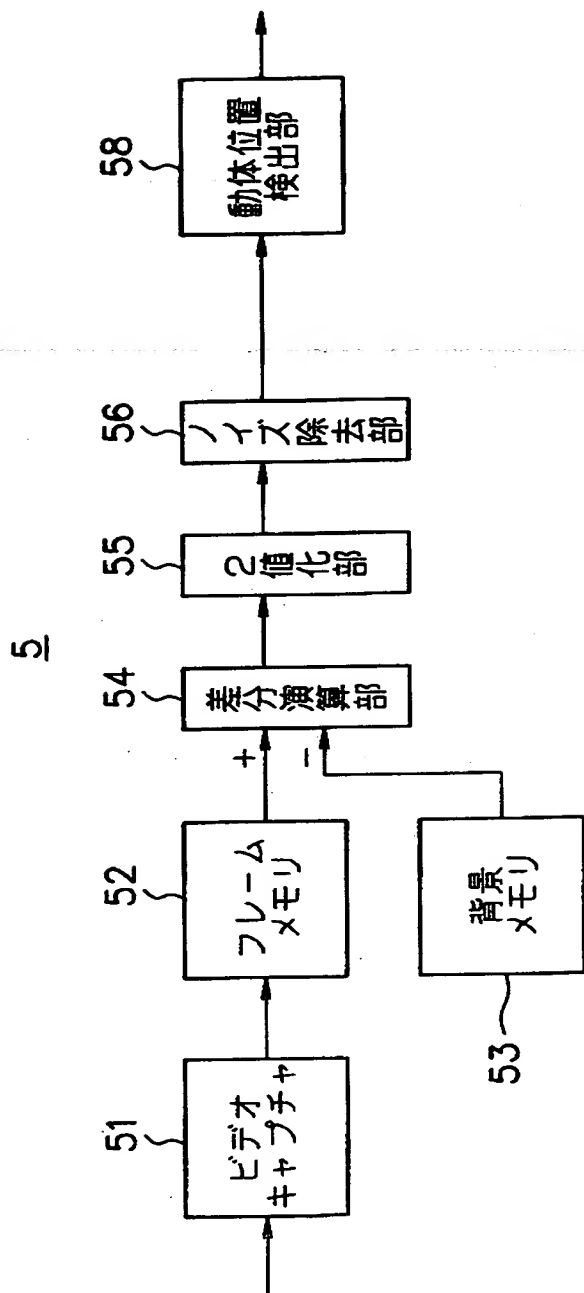 5
51
ビデオ
キャプチャ
52
フレーム
メモリ
53
背景
メモリ
+
-
54
差分演算部
55
2値化部
56
ノイズ除去部
58
動体位置
検出部